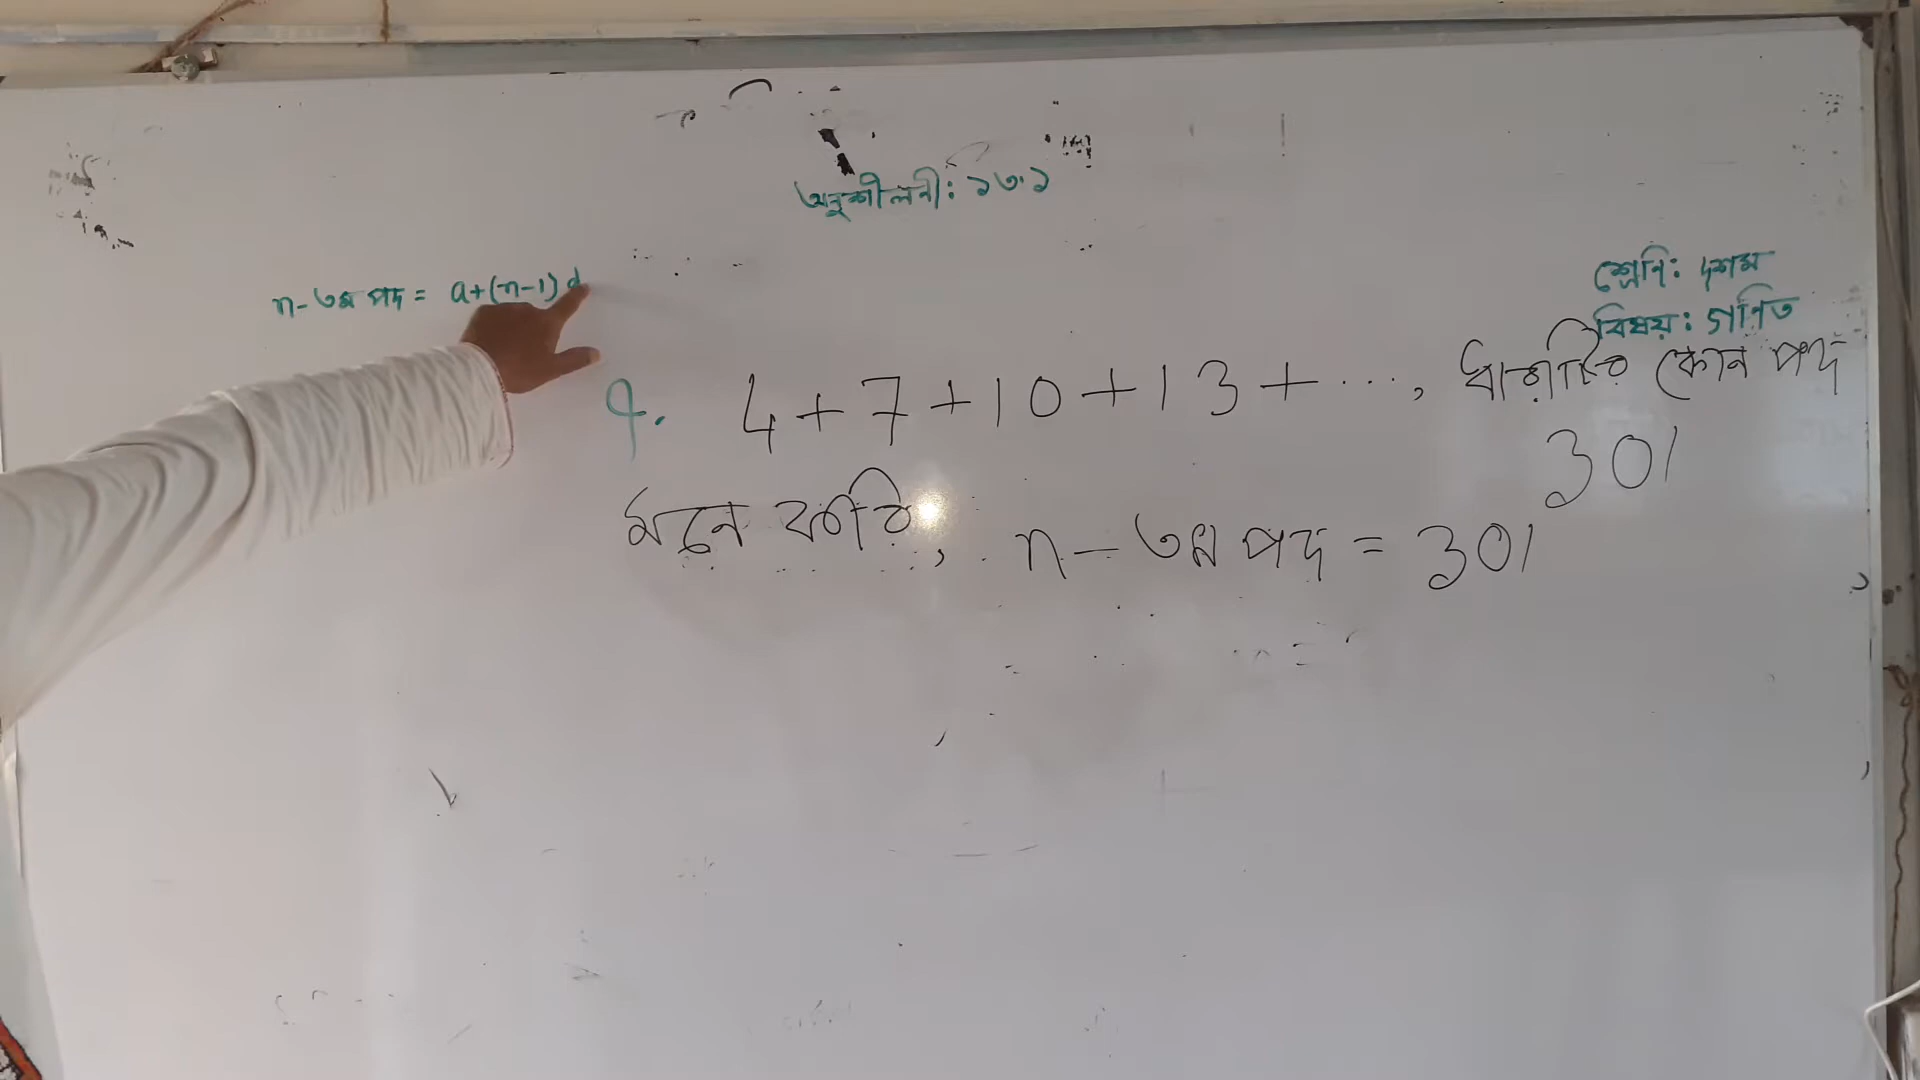 অনুশীলনী: ১৩.১
শ্রেনি: দশম
বিষয়: গণিত
n-তম পদ = a+(n-1)d
৭. 4+7+10+13+..., ধারাটির কোন পদ
301
মনে করি, n-তম পদ = 301